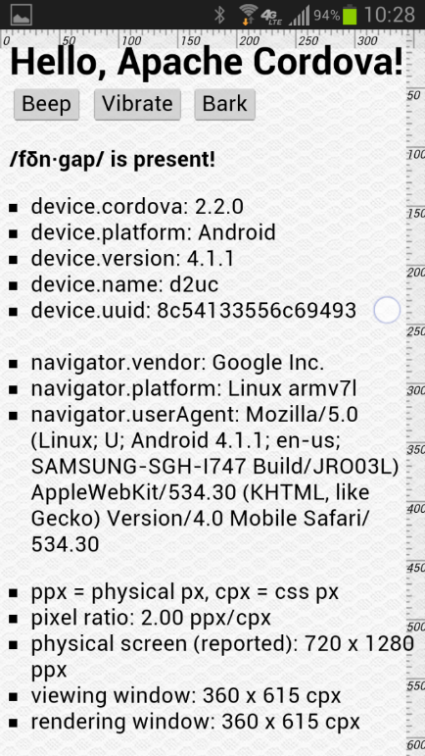 4G LTE 94% 10:28
0 50 100 150 200 250 300
Hello, Apache Cordova!
Beep Vibrate Bark
/fōn·gap/ is present!
▪ device.cordova: 2.2.0
▪ device.platform: Android
▪ device.version: 4.1.1
▪ device.name: d2uc
▪ device.uuid: 8c54133556c69493
▪ navigator.vendor: Google Inc.
▪ navigator.platform: Linux armv7l
▪ navigator.userAgent: Mozilla/5.0
(Linux; U; Android 4.1.1; en-us;
SAMSUNG-SGH-I747 Build/JRO03L)
AppleWebKit/534.30 (KHTML, like
Gecko) Version/4.0 Mobile Safari/
534.30
▪ ppx = physical px, cpx = css px
▪ pixel ratio: 2.00 ppx/cpx
▪ physical screen (reported): 720 x 1280
ppx
▪ viewing window: 360 x 615 cpx
▪ rendering window: 360 x 615 cpx
50
100
150
200
250
300
350
400
450
500
550
600